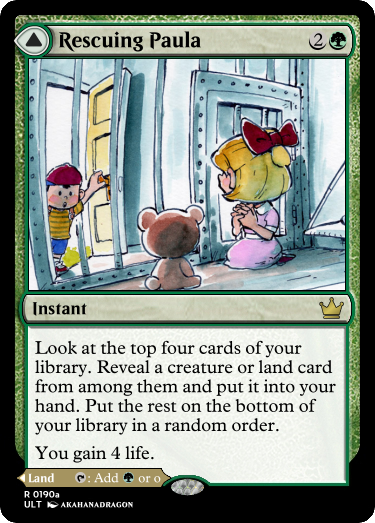 Rescuing Paula 2
Instant
Look at the top four cards of your
library. Reveal a creature or land card
from among them and put it into your
hand. Put the rest on the bottom of
your library in a random order.
You gain 4 life.
Land : Add or o
R 0190a
ULT AKAHANADRAGON